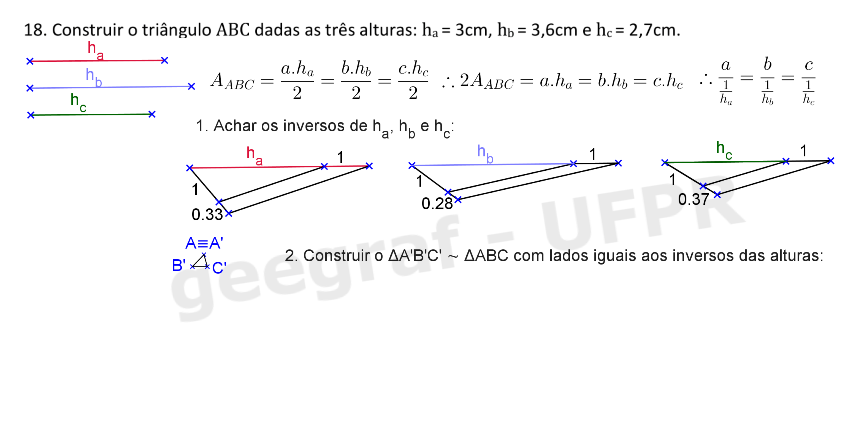 18. Construir o triângulo ABC dadas as três alturas: hₐ = 3cm, h_b = 3,6cm e h_c = 2,7cm.
h_a
h_b
h_c
A_{ABC} = \frac{a.h_a}{2} = \frac{b.h_b}{2} = \frac{c.h_c}{2} ∴ 2A_{ABC} = a.h_a = b.h_b = c.h_c ∴ \frac{a}{\frac{1}{h_a}} = \frac{b}{\frac{1}{h_b}} = \frac{c}{\frac{1}{h_c}}
1. Achar os inversos de h_a, h_b e h_c:
h_a 1
1
0.33
h_b 1
1
0.28
h_c 1
1
0.37
A≡A'
B' C'
2. Construir o ΔA'B'C' ~ ΔABC com lados iguais aos inversos das alturas:
geegraf - UFPR